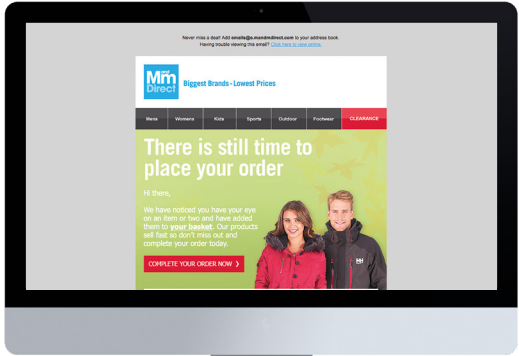 Never miss a deal! Add emails@s.mandmdirect.com to your address book.
Having trouble viewing this email? Click here to view online.
and
Mm
Direct
Biggest Brands - Lowest Prices
Mens Womens Kids Sports Outdoor Footwear CLEARANCE
There is still time to
place your order
Hi there,
We have noticed you have your eye
on an item or two and have added
them to your basket. Our products
sell fast so don't miss out and
complete your order today.
COMPLETE YOUR ORDER NOW ❯
HH